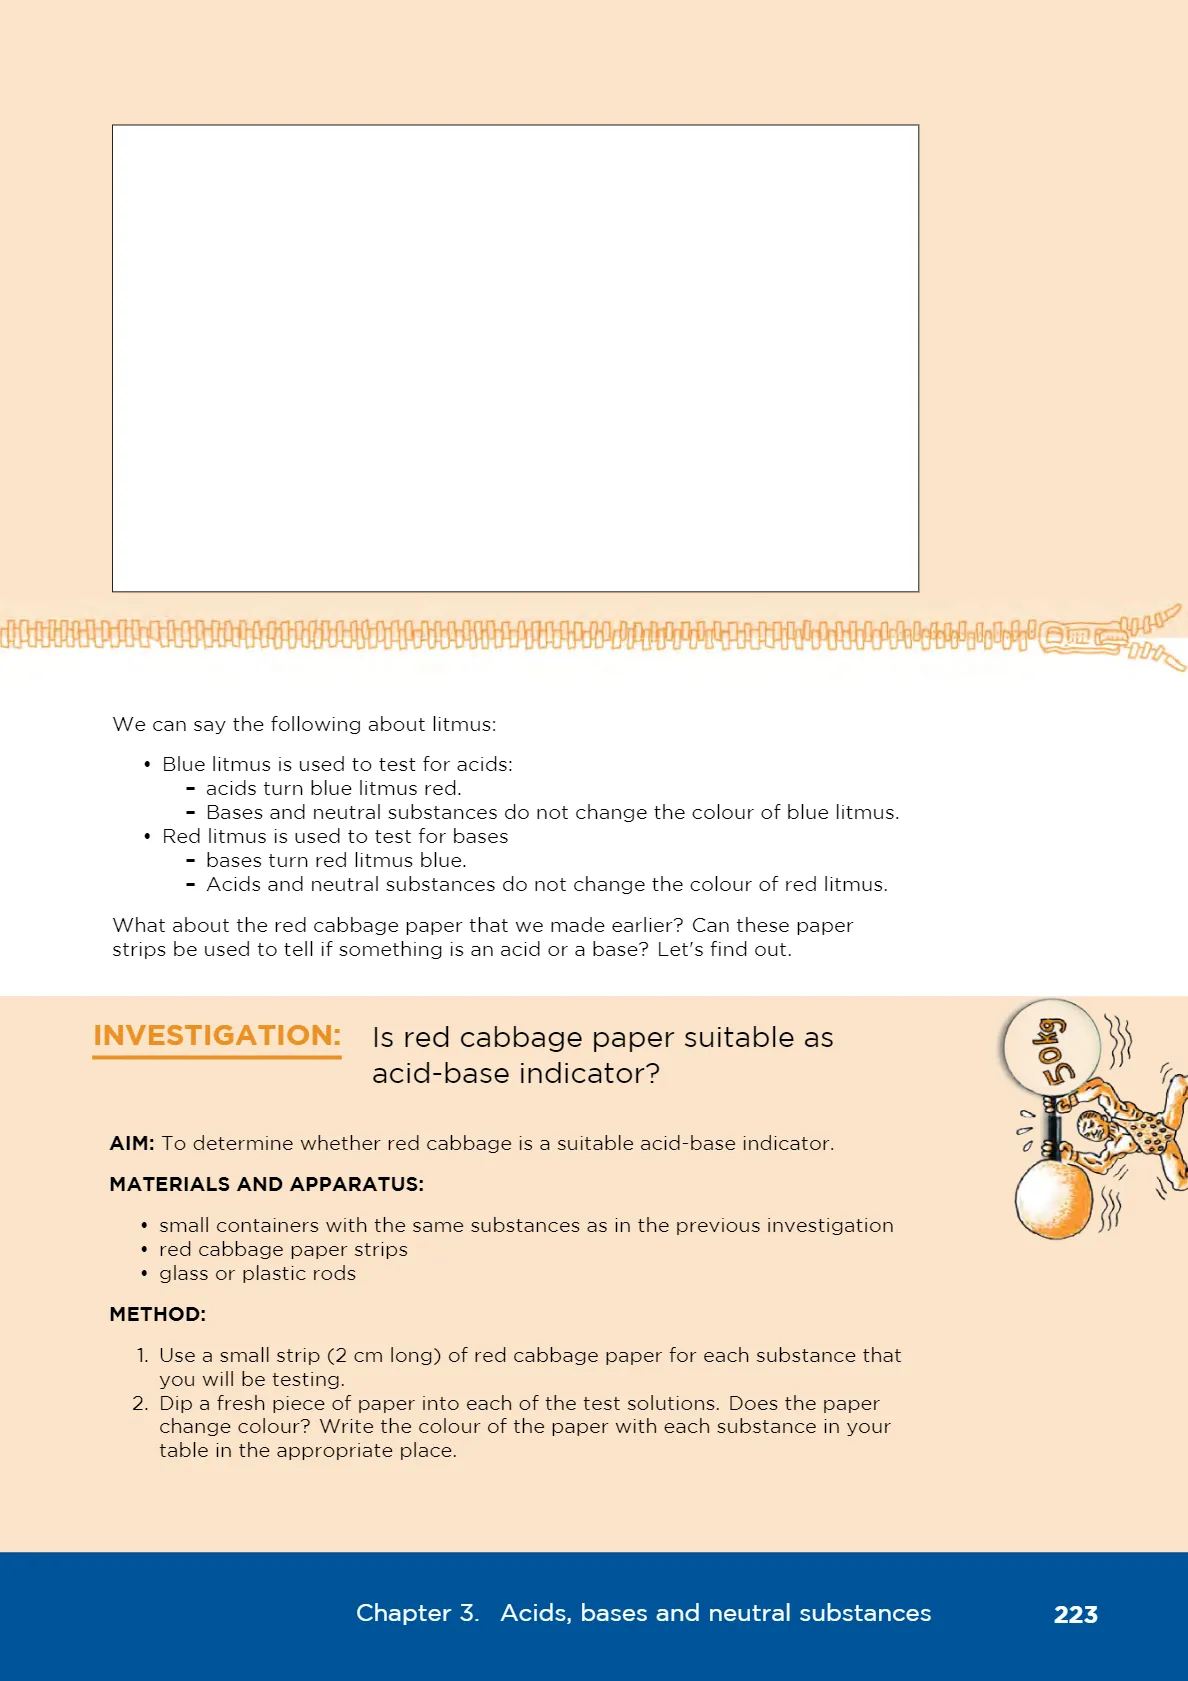 We can say the following about litmus:
• Blue litmus is used to test for acids:
– acids turn blue litmus red.
– Bases and neutral substances do not change the colour of blue litmus.
• Red litmus is used to test for bases
– bases turn red litmus blue.
– Acids and neutral substances do not change the colour of red litmus.
What about the red cabbage paper that we made earlier? Can these paper
strips be used to tell if something is an acid or a base? Let's find out.
INVESTIGATION: Is red cabbage paper suitable as
acid-base indicator?
50kg
AIM: To determine whether red cabbage is a suitable acid-base indicator.
MATERIALS AND APPARATUS:
• small containers with the same substances as in the previous investigation
• red cabbage paper strips
• glass or plastic rods
METHOD:
1. Use a small strip (2 cm long) of red cabbage paper for each substance that
you will be testing.
2. Dip a fresh piece of paper into each of the test solutions. Does the paper
change colour? Write the colour of the paper with each substance in your
table in the appropriate place.
Chapter 3. Acids, bases and neutral substances 223